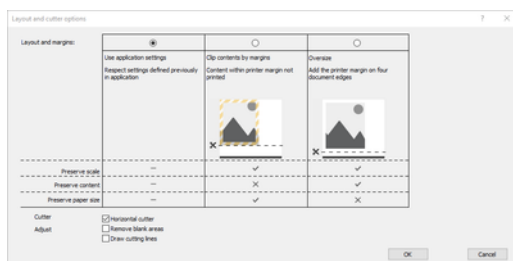 Layout and cutter options
? ×
Layout and margins:
Use application settings
Respect settings defined previously
in application
Clip contents by margins
Content within printer margin not
printed
Oversize
Add the printer margin on four
document edges
Preserve scale — ✓ ✓
Preserve content — × ✓
Preserve paper size — ✓ ×
Cutter
Horizontal cutter
Adjust
Remove blank areas
Draw cutting lines
OK Cancel